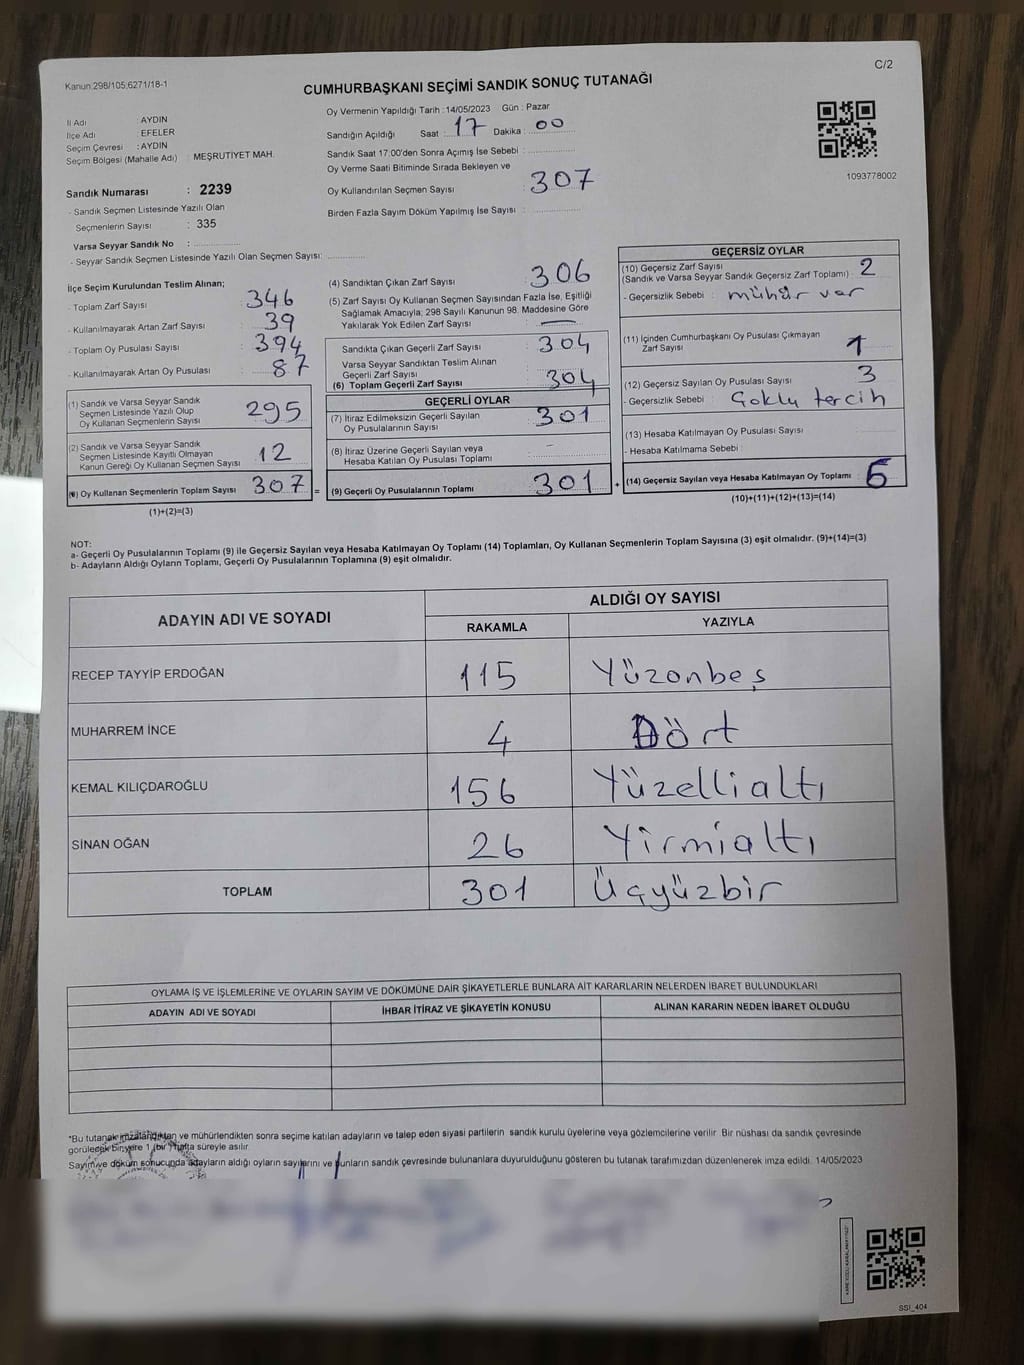 Kanun:298/105;6271/18-1
C/2
CUMHURBAŞKANI SEÇİMİ SANDIK SONUÇ TUTANAĞI
İl Adı : AYDIN
İlçe Adı : EFELER
Seçim Çevresi : AYDIN
Seçim Bölgesi (Mahalle Adı) : MEŞRUTİYET MAH.
Sandık Numarası : 2239
- Sandık Seçmen Listesinde Yazılı Olan
Seçmenlerin Sayısı : 335
Varsa Seyyar Sandık No :
- Seyyar Sandık Seçmen Listesinde Yazılı Olan Seçmen Sayısı:
Oy Vermenin Yapıldığı Tarih : 14/05/2023 Gün : Pazar
Sandığın Açıldığı Saat : 17 Dakika : 00
Sandık Saat 17:00'den Sonra Açımış İse Sebebi :
Oy Verme Saati Bitiminde Sırada Bekleyen ve
Oy Kullandırılan Seçmen Sayısı : 307
Birden Fazla Sayım Döküm Yapılmış İse Sayısı :
1093778002
İlçe Seçim Kurulundan Teslim Alınan;
- Toplam Zarf Sayısı : 346
- Kullanılmayarak Artan Zarf Sayısı : 39
- Toplam Oy Pusulası Sayısı : 394
- Kullanılmayarak Artan Oy Pusulası : 87
(1) Sandık ve Varsa Seyyar Sandık
Seçmen Listesinde Yazılı Olup
Oy Kullanan Seçmenlerin Sayısı 295
(2) Sandık ve Varsa Seyyar Sandık
Seçmen Listesinde Kayıtlı Olmayan
Kanun Gereği Oy Kullanan Seçmen Sayısı 12
Oy Kullanan Seçmenlerin Toplam Sayısı 307 =
(1)+(2)=(3)
(4) Sandıktan Çıkan Zarf Sayısı : 306
(5) Zarf Sayısı Oy Kullanan Seçmen Sayısından Fazla İse, Eşitliği
Sağlamak Amacıyla; 298 Sayılı Kanunun 98. Maddesine Göre
Yakılarak Yok Edilen Zarf Sayısı : —
Sandıkta Çıkan Geçerli Zarf Sayısı : 304
Varsa Seyyar Sandıktan Teslim Alınan
Geçerli Zarf Sayısı :
(6) Toplam Geçerli Zarf Sayısı 304
GEÇERLİ OYLAR
(7) İtiraz Edilmeksizin Geçerli Sayılan
Oy Pusulalarının Sayısı : 301
(8) İtiraz Üzerine Geçerli Sayılan veya
Hesaba Katılan Oy Pusulası Toplamı : -
(9) Geçerli Oy Pusulalarının Toplamı : 301 +
GEÇERSİZ OYLAR
(10) Geçersiz Zarf Sayısı
(Sandık ve Varsa Seyyar Sandık Geçersiz Zarf Toplamı) : 2
- Geçersizlik Sebebi : mühür var
(11) İçinden Cumhurbaşkanı Oy Pusulası Çıkmayan
Zarf Sayısı : 1
(12) Geçersiz Sayılan Oy Pusulası Sayısı : 3
- Geçersizlik Sebebi : Çoklu tercih
(13) Hesaba Katılmayan Oy Pusulası Sayısı :
- Hesaba Katılmama Sebebi :
(14) Geçersiz Sayılan veya Hesaba Katılmayan Oy Toplamı : 6
(10)+(11)+(12)+(13)=(14)
NOT:
a- Geçerli Oy Pusulalarının Toplamı (9) ile Geçersiz Sayılan veya Hesaba Katılmayan Oy Toplamı (14) Toplamları, Oy Kullanan Seçmenlerin Toplam Sayısına (3) eşit olmalıdır. (9)+(14)=(3)
b- Adayların Aldığı Oyların Toplamı, Geçerli Oy Pusulalarının Toplamına (9) eşit olmalıdır.
ADAYIN ADI VE SOYADI ALDIĞI OY SAYISI
RAKAMLA YAZIYLA
RECEP TAYYİP ERDOĞAN 115 Yüzonbeş
MUHARREM İNCE 4 Dört
KEMAL KILIÇDAROĞLU 156 Yüzellialtı
SİNAN OĞAN 26 Yirmialtı
TOPLAM 301 Üçyüzbir
OYLAMA İŞ VE İŞLEMLERİNE VE OYLARIN SAYIM VE DÖKÜMÜNE DAİR ŞİKAYETLERLE BUNLARA AİT KARARLARIN NELERDEN İBARET BULUNDUKLARI
ADAYIN ADI VE SOYADI İHBAR İTİRAZ VE ŞİKAYETİN KONUSU ALINAN KARARIN NEDEN İBARET OLDUĞU
*Bu tutanak imzalandıktan ve mühürlendikten sonra seçime katılan adayların ve talep eden siyasi partilerin sandık kurulu üyelerine veya gözlemcilerine verilir. Bir nüshası da sandık çevresinde
görülecek bir yere 1 (bir) hafta süreyle asılır.
Sayım ve döküm sonucunda adayların aldığı oyların sayılarını ve bunların sandık çevresinde bulunanlara duyurulduğunu gösteren bu tutanak tarafımızdan düzenlenerek imza edildi. 14/05/2023
SSI_404